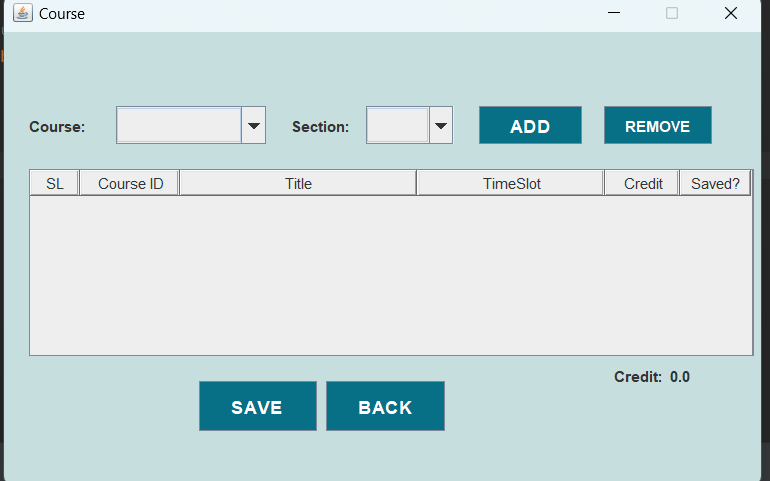 Course
Course: Section: ADD REMOVE
SL Course ID Title TimeSlot Credit Saved?
Credit: 0.0
SAVE BACK